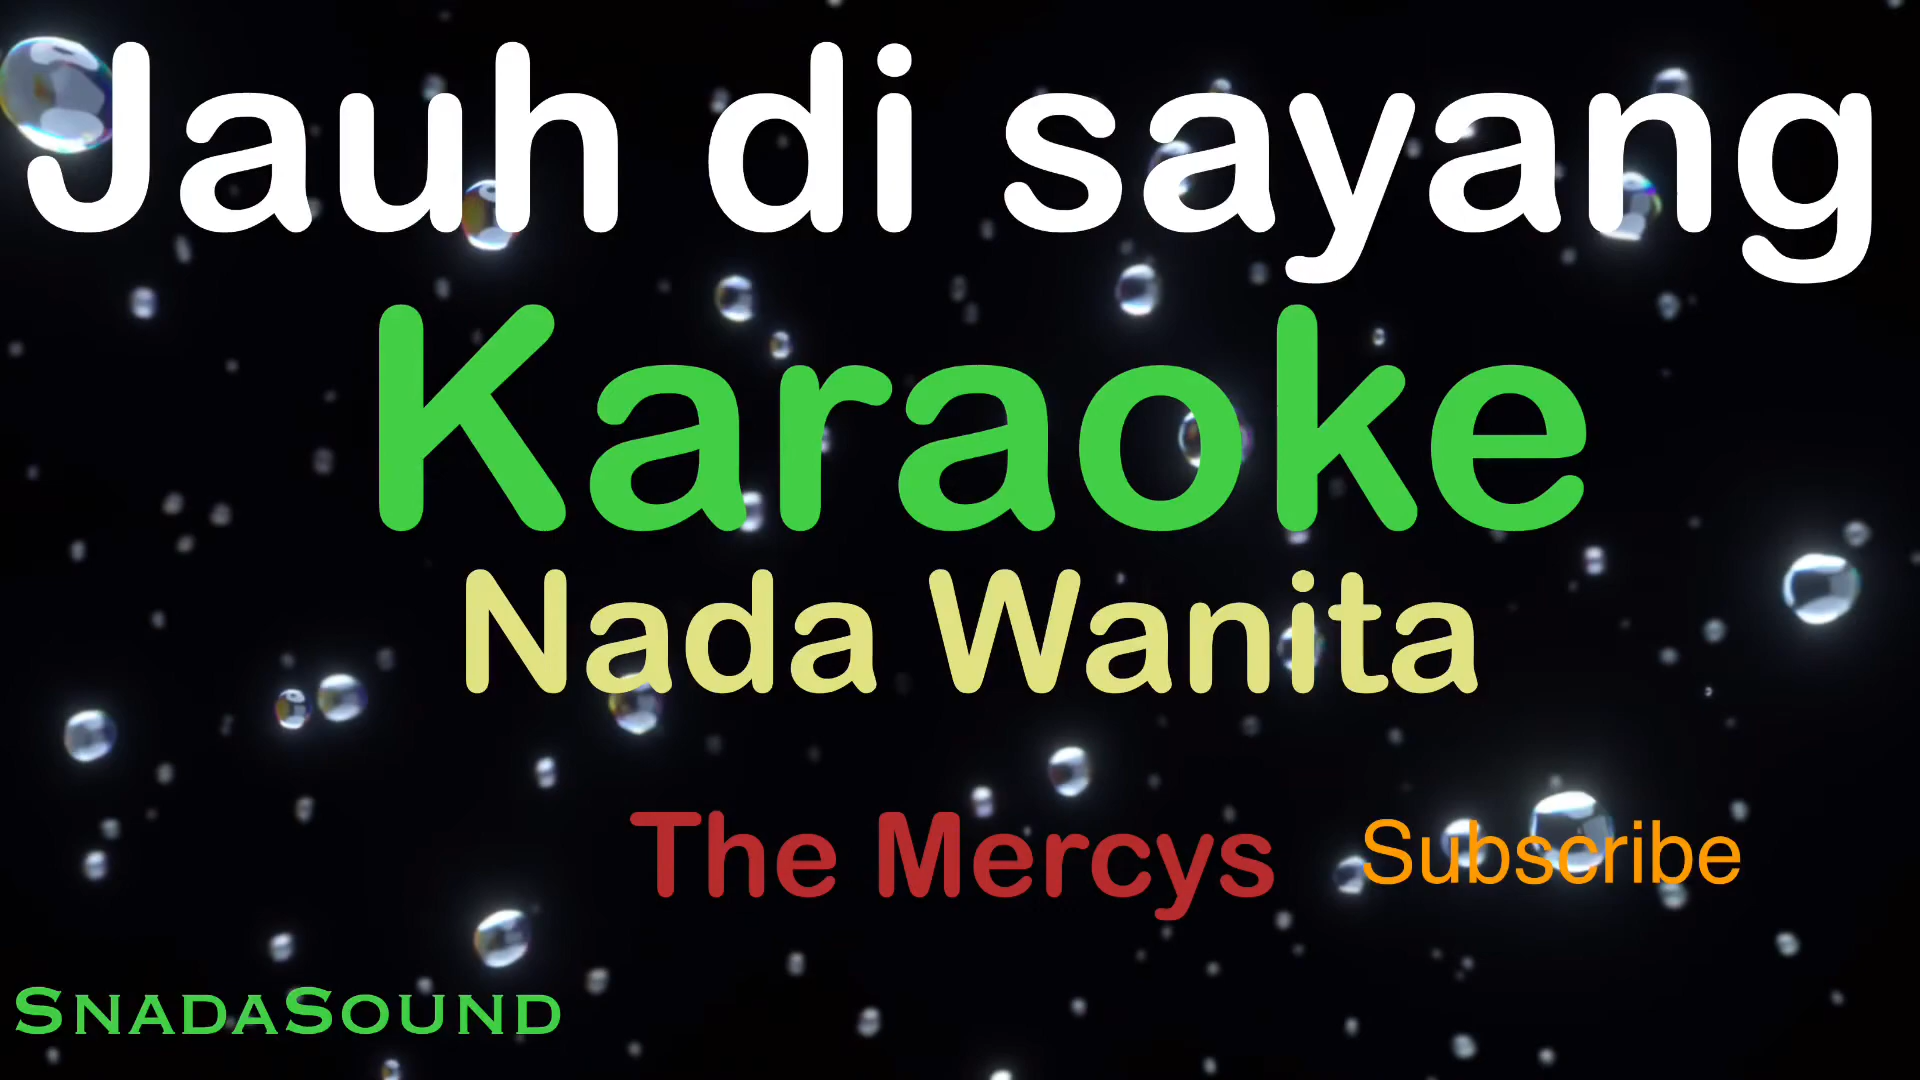 Jauh di sayang
Karaoke
Nada Wanita
The Mercys
Subscribe
SnadaSound